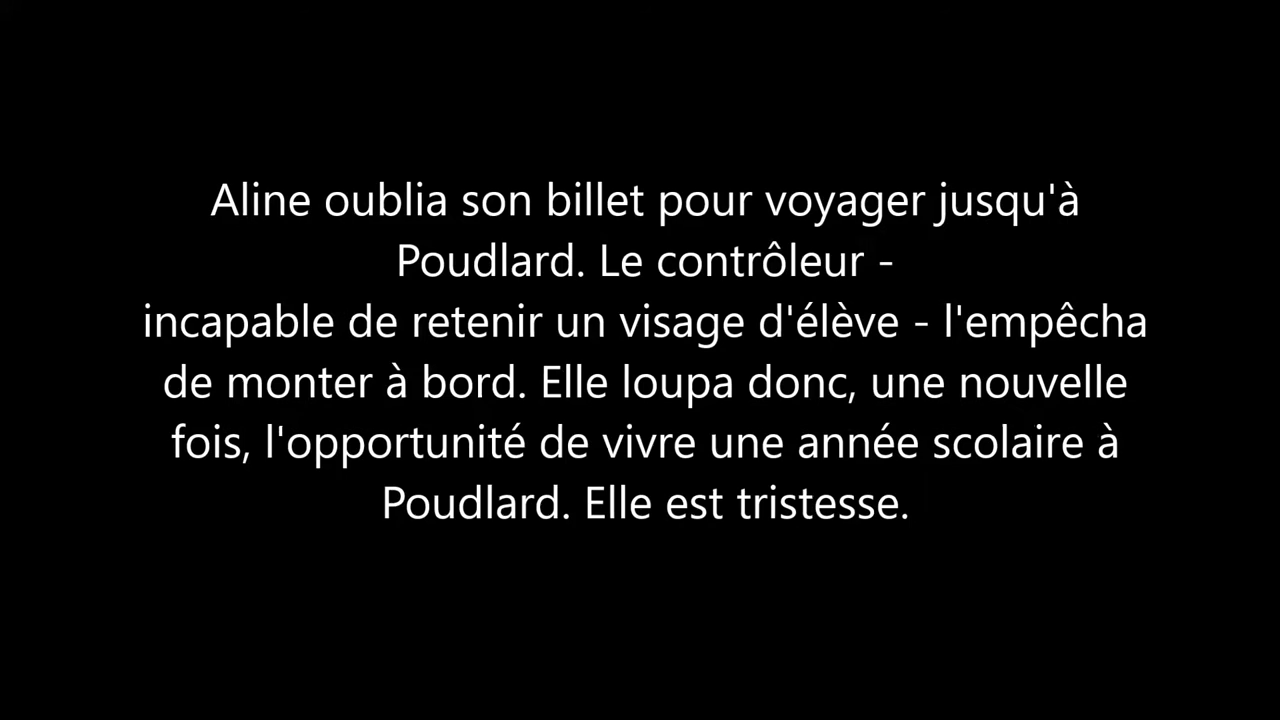 Aline oublia son billet pour voyager jusqu'à
Poudlard. Le contrôleur -
incapable de retenir un visage d'élève - l'empêcha
de monter à bord. Elle loupa donc, une nouvelle
fois, l'opportunité de vivre une année scolaire à
Poudlard. Elle est tristesse.